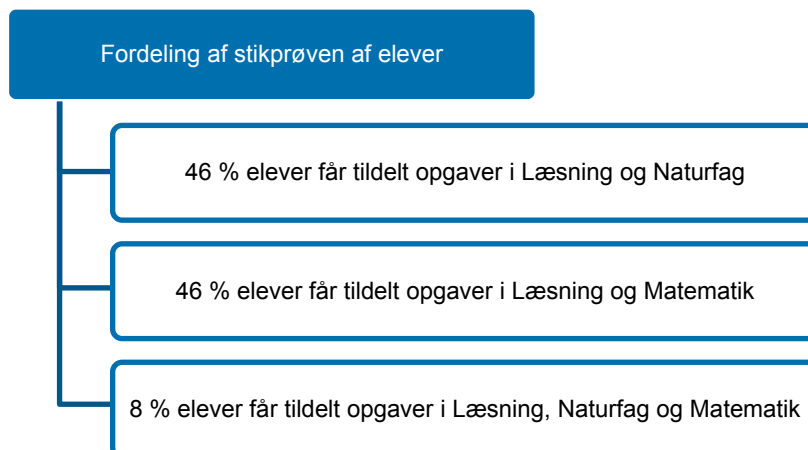 Fordeling af stikprøven af elever
46 % elever får tildelt opgaver i Læsning og Naturfag
46 % elever får tildelt opgaver i Læsning og Matematik
8 % elever får tildelt opgaver i Læsning, Naturfag og Matematik